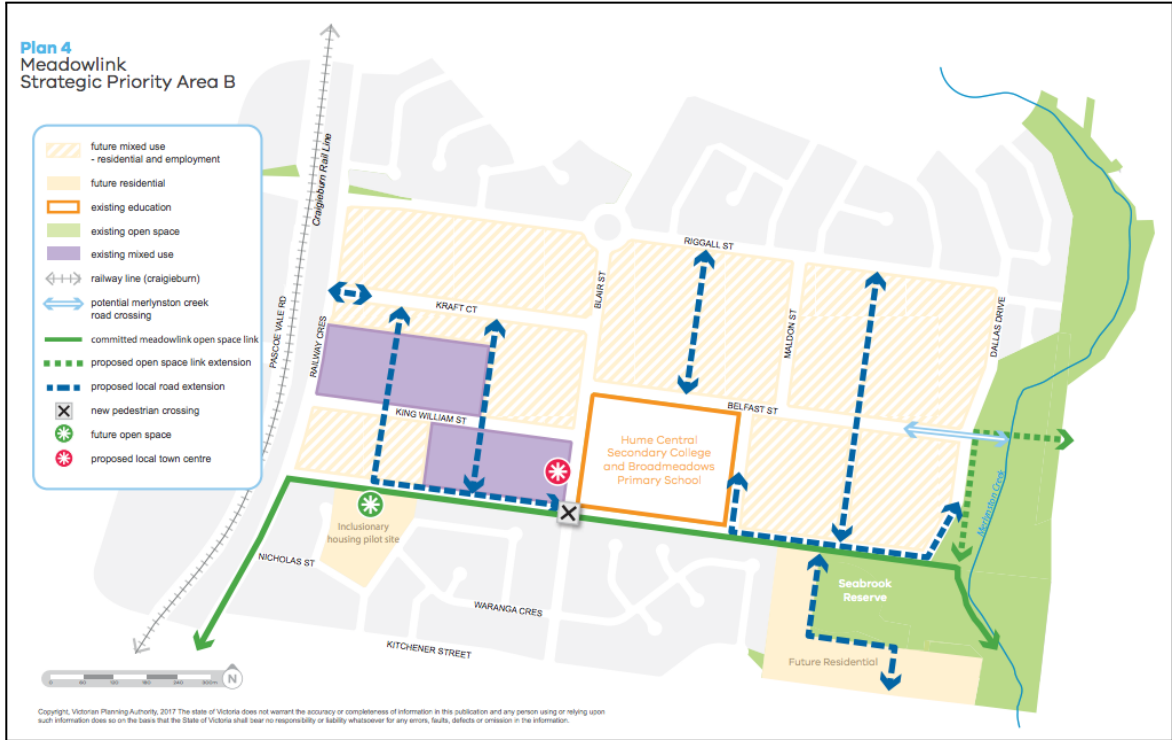 Plan 4
Meadowlink
Strategic Priority Area B
future mixed use
- residential and employment
future residential
existing education
existing open space
existing mixed use
railway line (craigieburn)
potential merlynston creek
road crossing
committed meadowlink open space link
proposed open space link extension
proposed local road extension
new pedestrian crossing
future open space
proposed local town centre
Craigieburn Rail Line
PASCOE VALE RD
RAILWAY CRES
RIGGALL ST
BLAIR ST
KRAFT CT
MALDON ST
DALLAS DRIVE
KING WILLIAM ST
BELFAST ST
Hume Central
Secondary College
and Broadmeadows
Primary School
Merlynston Creek
Inclusionary
housing pilot site
NICHOLAS ST
WARANGA CRES
KITCHENER STREET
Seabrook
Reserve
Future Residential
N
Copyright, Victorian Planning Authority, 2017 The state of Victoria does not warrant the accuracy or completeness of information in this publication and any person using or relying upon
such information does so on the basis that the State of Victoria shall bear no responsibility or liability whatsoever for any errors, faults, defects or omission in the information.